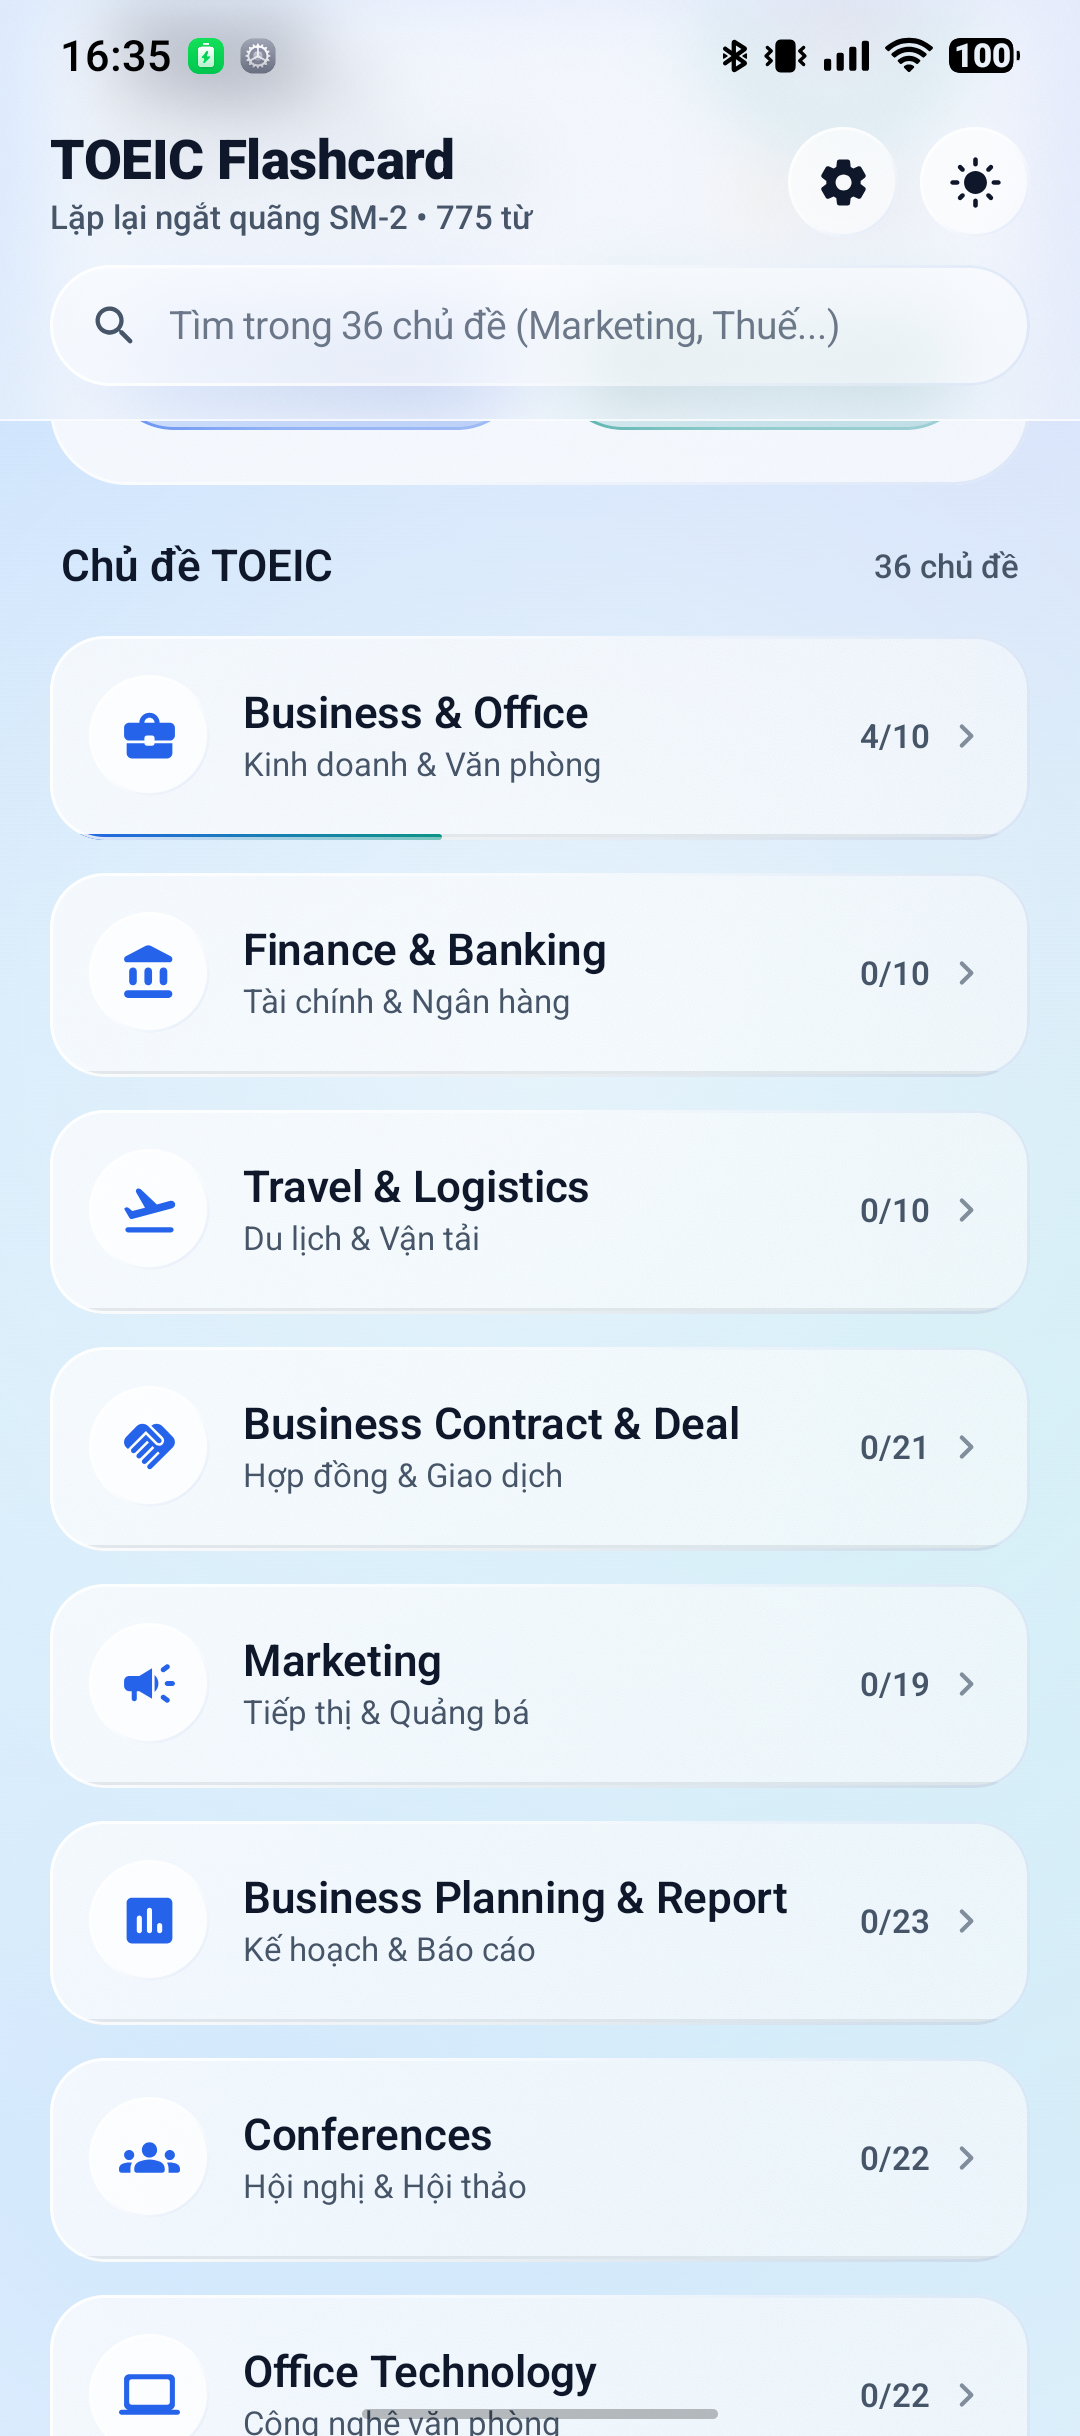 16:35
100
TOEIC Flashcard
Lặp lại ngắt quãng SM-2 • 775 từ
Tìm trong 36 chủ đề (Marketing, Thuế...)
Chủ đề TOEIC
36 chủ đề
Business & Office
Kinh doanh & Văn phòng
4/10
Finance & Banking
Tài chính & Ngân hàng
0/10
Travel & Logistics
Du lịch & Vận tải
0/10
Business Contract & Deal
Hợp đồng & Giao dịch
0/21
Marketing
Tiếp thị & Quảng bá
0/19
Business Planning & Report
Kế hoạch & Báo cáo
0/23
Conferences
Hội nghị & Hội thảo
0/22
Office Technology
Công nghệ văn phòng
0/22